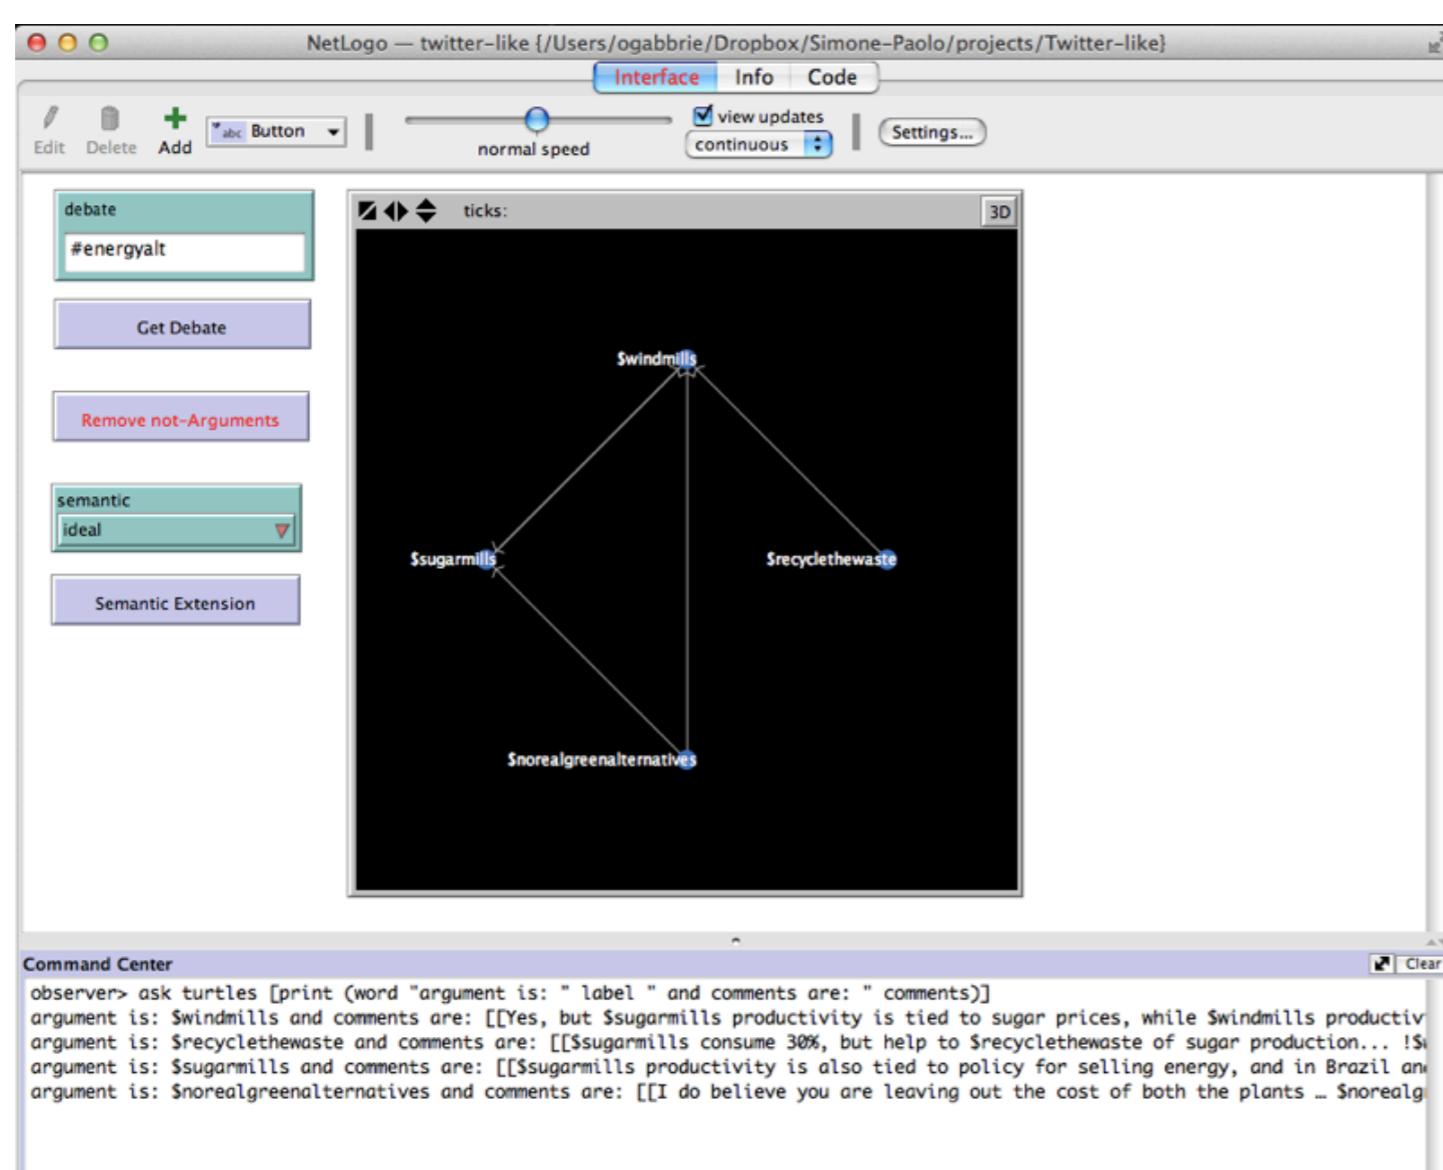 NetLogo — twitter-like {/Users/ogabbrie/Dropbox/Simone-Paolo/projects/Twitter-like}
Interface Info Code
Edit Delete Add abc Button normal speed view updates continuous Settings...
debate
#energyalt
Get Debate
Remove not-Arguments
semantic
ideal
Semantic Extension
ticks: 3D
$windmills
$sugarmills $recyclethewaste
$norealgreenalternatives
Command Center Clear
observer> ask turtles [print (word "argument is: " label " and comments are: " comments)]
argument is: $windmills and comments are: [[Yes, but $sugarmills productivity is tied to sugar prices, while $windmills productiv
argument is: $recyclethewaste and comments are: [[$sugarmills consume 30%, but help to $recyclethewaste of sugar production... !$
argument is: $sugarmills and comments are: [[$sugarmills productivity is also tied to policy for selling energy, and in Brazil an
argument is: $norealgreenalternatives and comments are: [[I do believe you are leaving out the cost of both the plants … $norealg